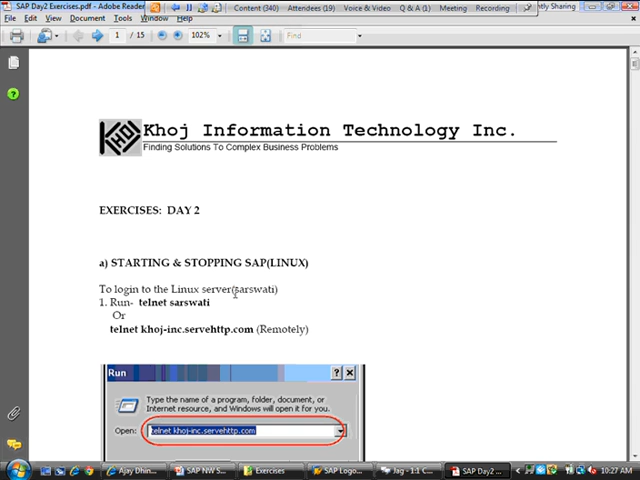 SAP Day2 Exercises.pdf - Adobe Reader
Content (340) Attendees (19) Voice & Video Q & A (1) Meeting Recording
ntly Sharing
File Edit View Document Tools Window Help
1 / 15 102% Find
KHOJ
Khoj Information Technology Inc.
Finding Solutions To Complex Business Problems
EXERCISES: DAY 2
a) STARTING & STOPPING SAP(LINUX)
To login to the Linux server(sarswati)
1. Run- telnet sarswati
Or
telnet khoj-inc.servehttp.com (Remotely)
Run
Type the name of a program, folder, document, or
Internet resource, and Windows will open it for you.
Open: telnet khoj-inc.servehttp.com
Start Ajay Dhin... SAP NW S... Exercises SAP Logo... Jag - 1:1 C... SAP Day2 ... 10:27 AM